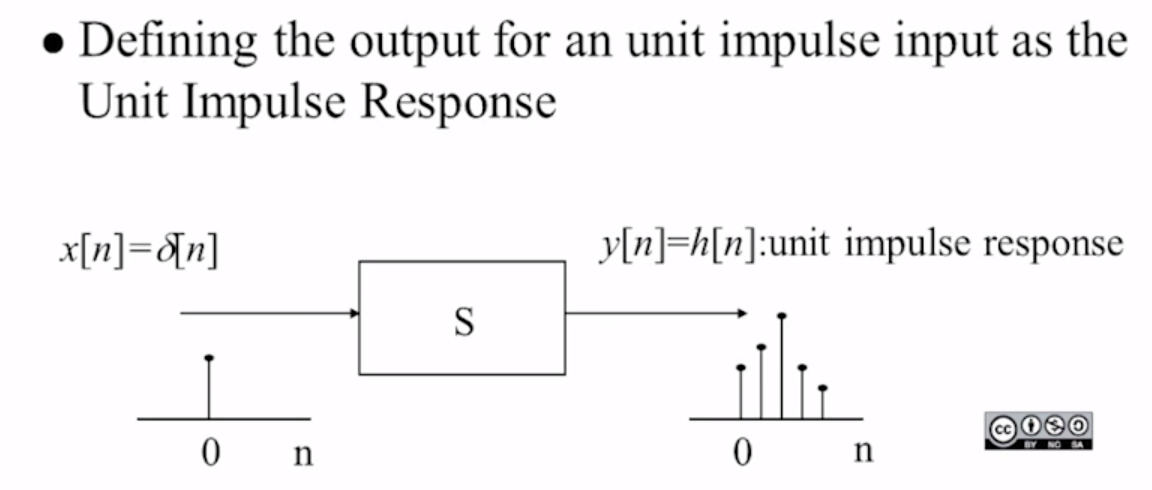 ● Defining the output for an unit impulse input as the
Unit Impulse Response
x[n]=δ[n]
y[n]=h[n]:unit impulse response
S
0 n
0 n
cc
BY NC SA